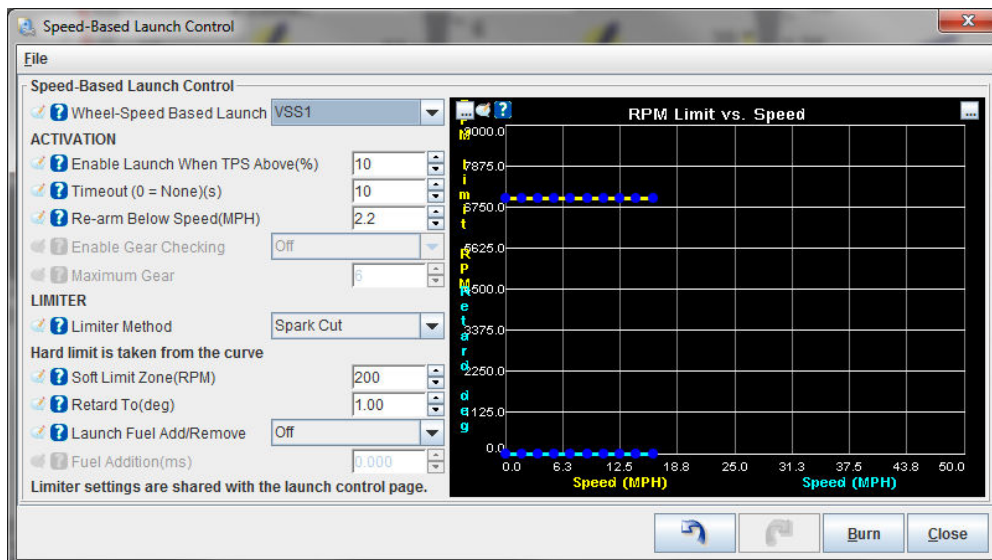 Speed-Based Launch Control
File
Speed-Based Launch Control
Wheel-Speed Based Launch VSS1
ACTIVATION
Enable Launch When TPS Above(%) 10
Timeout (0 = None)(s) 10
Re-arm Below Speed(MPH) 2.2
Enable Gear Checking Off
Maximum Gear 6
LIMITER
Limiter Method Spark Cut
Hard limit is taken from the curve
Soft Limit Zone(RPM) 200
Retard To(deg) 1.00
Launch Fuel Add/Remove Off
Fuel Addition(ms) 0.000
Limiter settings are shared with the launch control page.
... RPM Limit vs. Speed ...
RPM limit RPM
Retard deg
9000.0
7875.0
6750.0
5625.0
4500.0
3375.0
2250.0
1125.0
0.0
0.0 6.3 12.5 18.8 25.0 31.3 37.5 43.8 50.0
Speed (MPH) Speed (MPH)
Burn Close